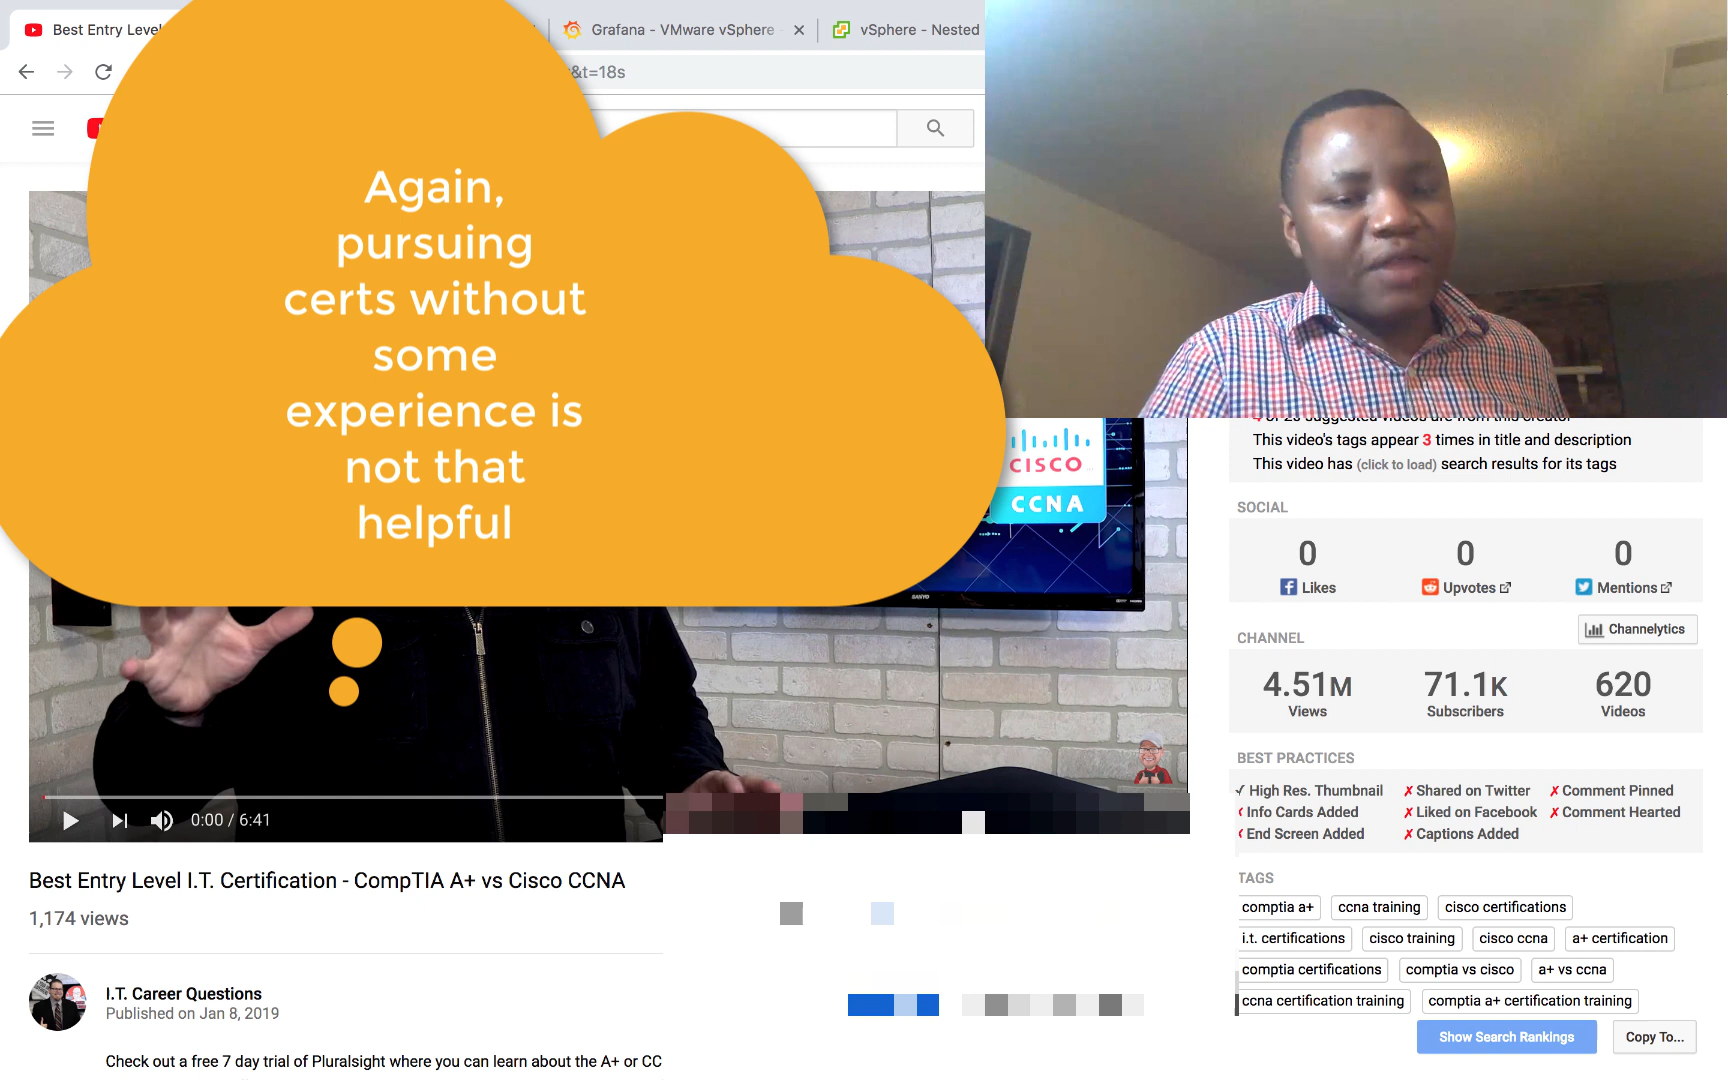 Best Entry Level
Grafana - VMware vSphere
vSphere - Nested
&t=18s
Again,
pursuing
certs without
some
experience is
not that
helpful
CISCO
CCNA
SANYO
0:00 / 6:41
Best Entry Level I.T. Certification - CompTIA A+ vs Cisco CCNA
1,174 views
I.T. Career Questions
Published on Jan 8, 2019
Check out a free 7 day trial of Pluralsight where you can learn about the A+ or CC
This video's tags appear 3 times in title and description
This video has (click to load) search results for its tags
SOCIAL
0 0 0
Likes Upvotes Mentions
CHANNEL
Channelytics
4.51M 71.1K 620
Views Subscribers Videos
BEST PRACTICES
✓ High Res. Thumbnail ✗ Shared on Twitter ✗ Comment Pinned
Info Cards Added ✗ Liked on Facebook ✗ Comment Hearted
End Screen Added ✗ Captions Added
TAGS
comptia a+ ccna training cisco certifications
i.t. certifications cisco training cisco ccna a+ certification
comptia certifications comptia vs cisco a+ vs ccna
ccna certification training comptia a+ certification training
Show Search Rankings Copy To...